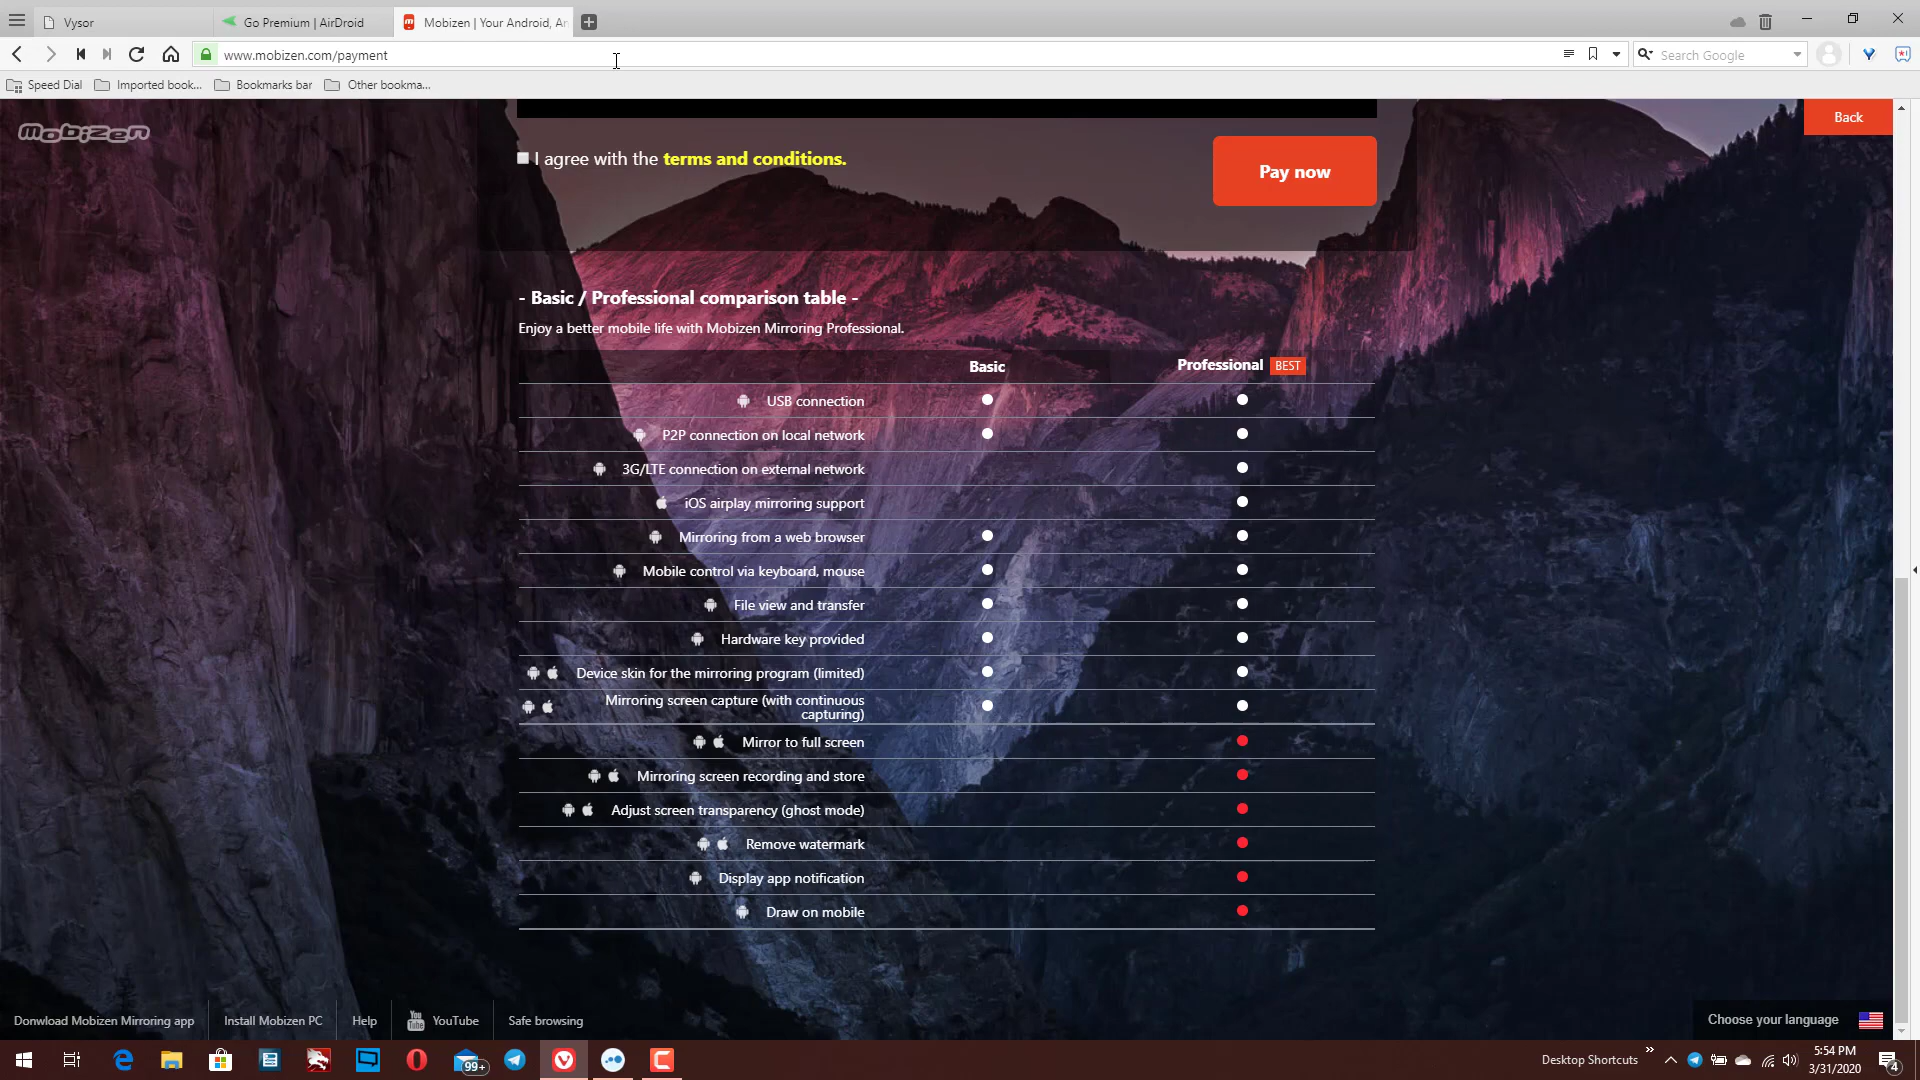 Vysor
Go Premium | AirDroid
Mobizen | Your Android, An
www.mobizen.com/payment
Search Google
Speed Dial
Imported book...
Bookmarks bar
Other bookma...
mobizen
Back
I agree with the terms and conditions.
Pay now
- Basic / Professional comparison table -
Enjoy a better mobile life with Mobizen Mirroring Professional.
Basic
Professional BEST
USB connection
P2P connection on local network
3G/LTE connection on external network
iOS airplay mirroring support
Mirroring from a web browser
Mobile control via keyboard, mouse
File view and transfer
Hardware key provided
Device skin for the mirroring program (limited)
Mirroring screen capture (with continuous
capturing)
Mirror to full screen
Mirroring screen recording and store
Adjust screen transparency (ghost mode)
Remove watermark
Display app notification
Draw on mobile
Donwload Mobizen Mirroring app
Install Mobizen PC
Help
You Tube YouTube
Safe browsing
Choose your language
99+
Desktop Shortcuts
5:54 PM
3/31/2020
4